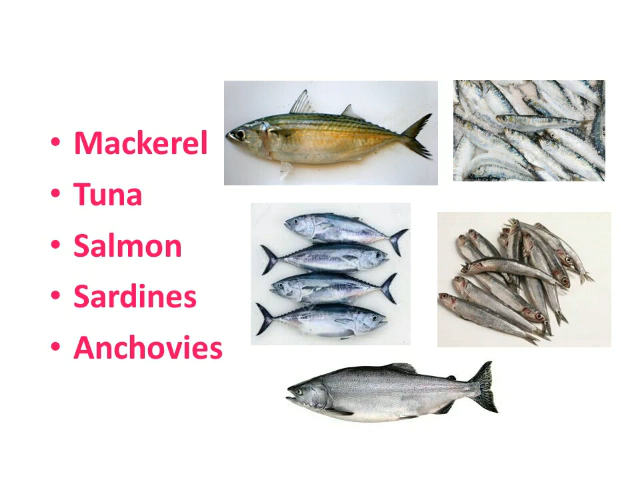 • Mackerel
• Tuna
• Salmon
• Sardines
• Anchovies